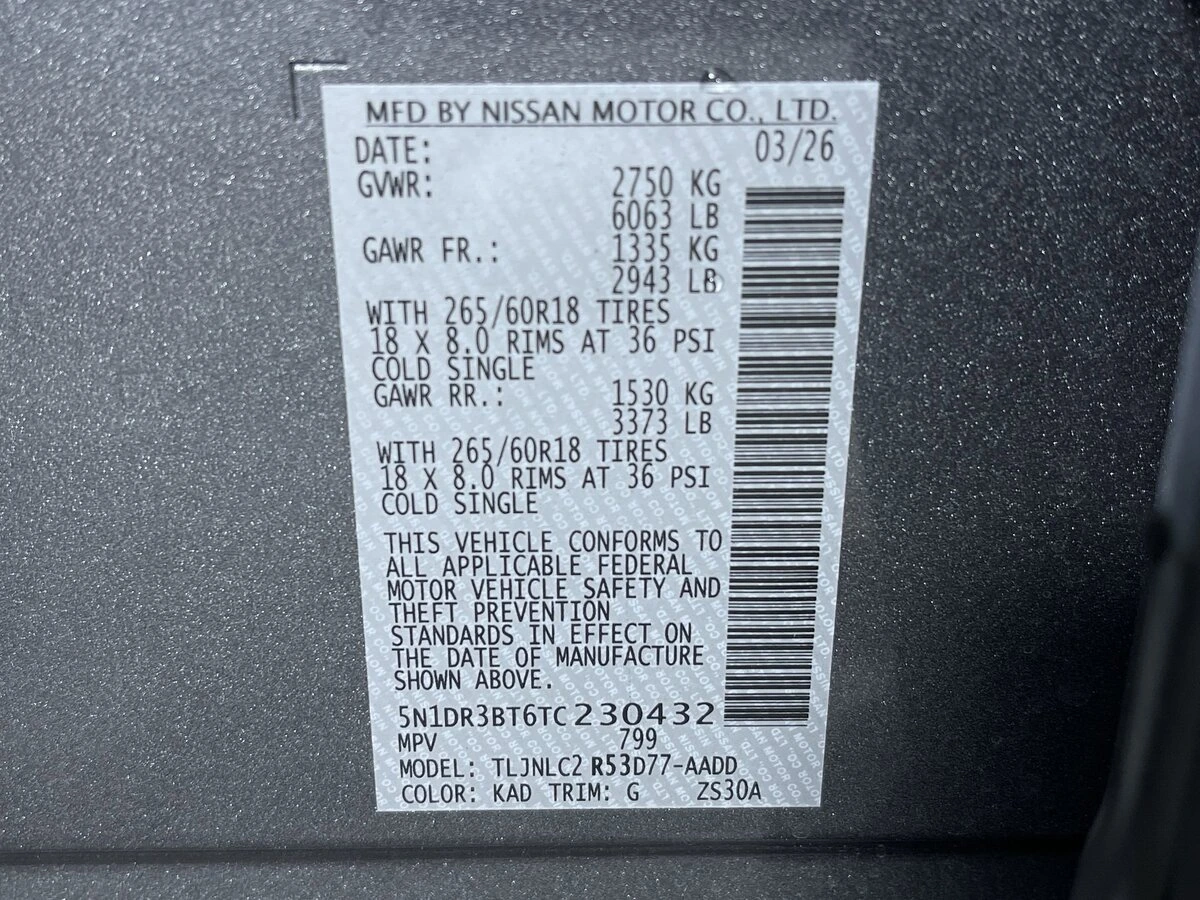 MFD BY NISSAN MOTOR CO., LTD.
DATE: 03/26
GVWR: 2750 KG
6063 LB
GAWR FR.: 1335 KG
2943 LB
WITH 265/60R18 TIRES
18 X 8.0 RIMS AT 36 PSI
COLD SINGLE
GAWR RR.: 1530 KG
3373 LB
WITH 265/60R18 TIRES
18 X 8.0 RIMS AT 36 PSI
COLD SINGLE
THIS VEHICLE CONFORMS TO
ALL APPLICABLE FEDERAL
MOTOR VEHICLE SAFETY AND
THEFT PREVENTION
STANDARDS IN EFFECT ON
THE DATE OF MANUFACTURE
SHOWN ABOVE.
5N1DR3BT6TC230432
MPV 799
MODEL: TLJNLC2 R53D77-AADD
COLOR: KAD TRIM: G ZS30A